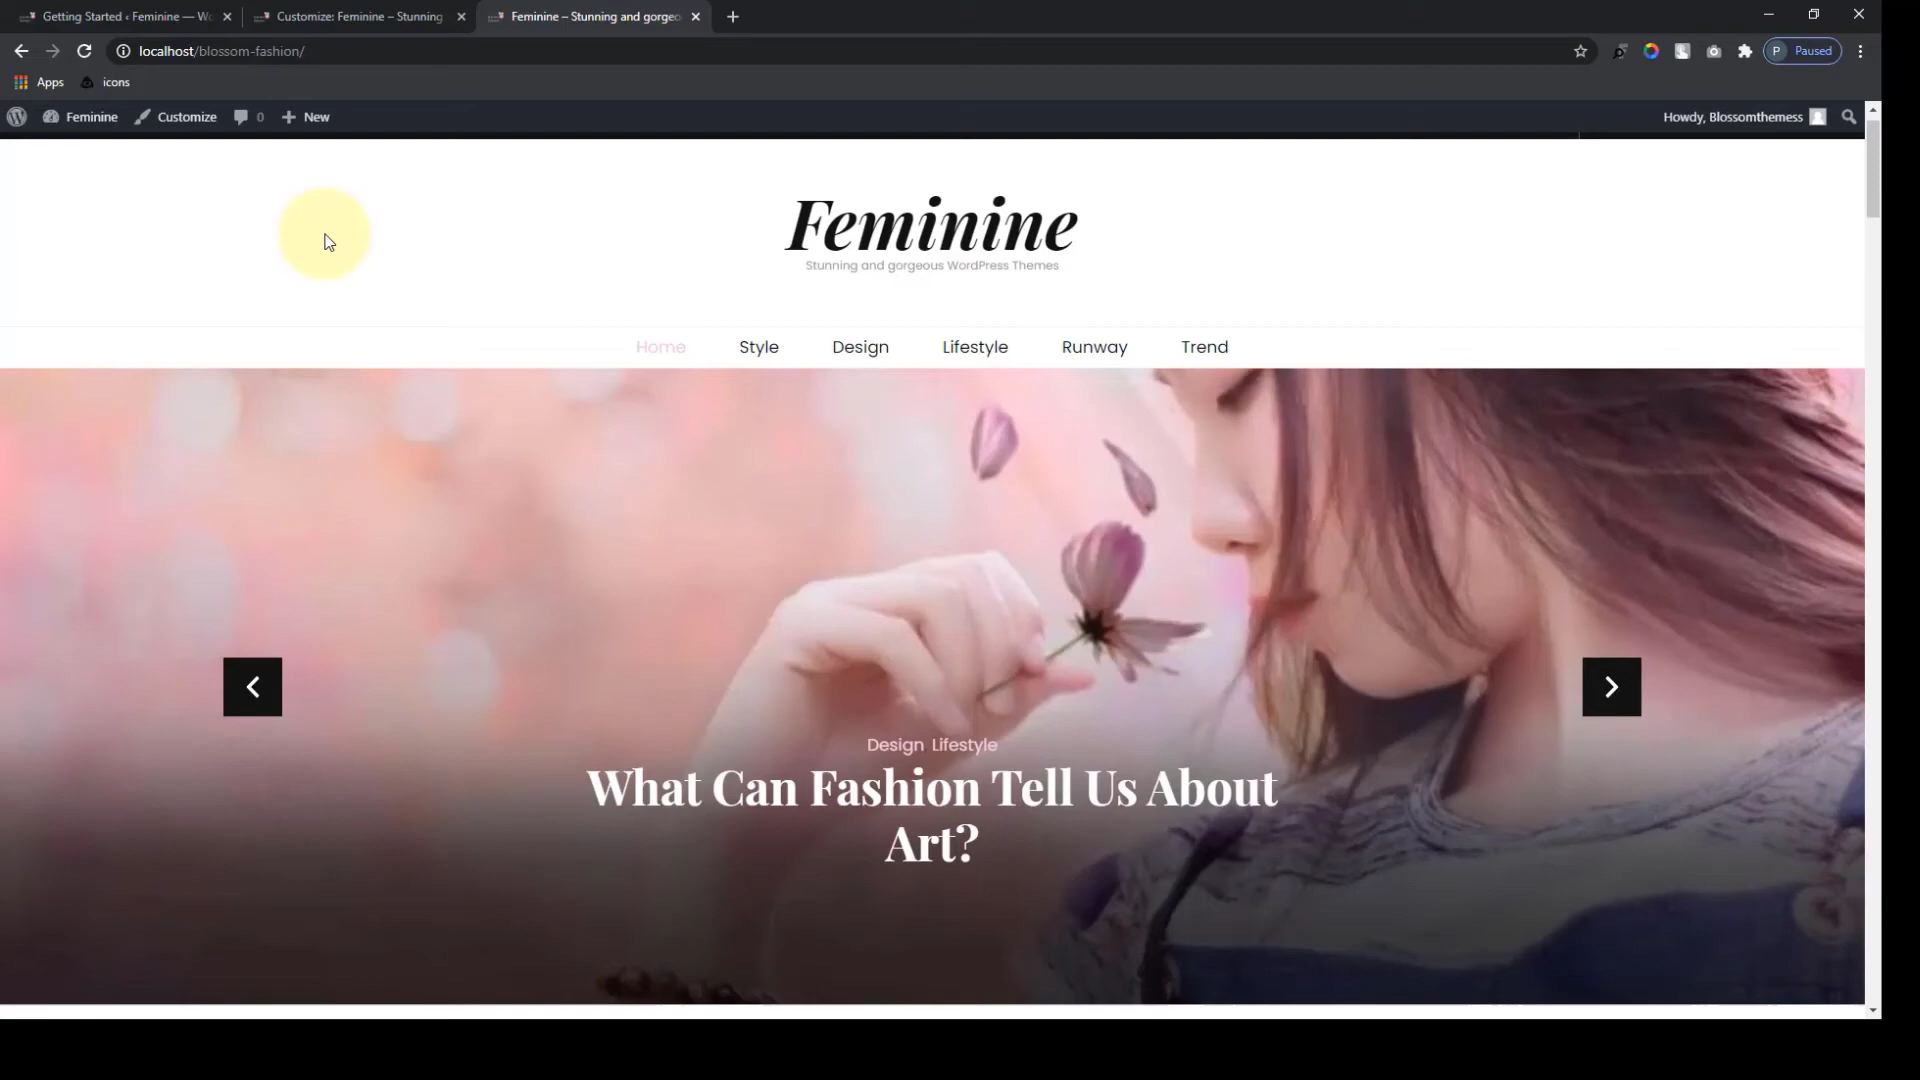 Getting Started ‹ Feminine — Wo
Customize: Feminine – Stunning
Feminine – Stunning and gorgeo
localhost/blossom-fashion/
P Paused
Apps icons
Feminine Customize 0 New
Howdy, Blossomthemess
Feminine
Stunning and gorgeous WordPress Themes
Home Style Design Lifestyle Runway Trend
Design Lifestyle
What Can Fashion Tell Us About
Art?